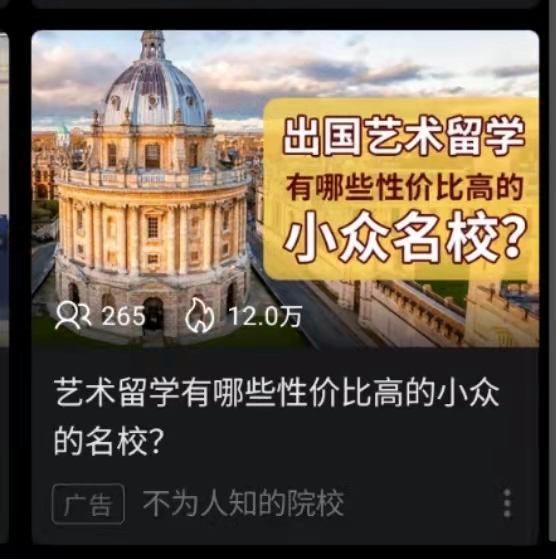 出国艺术留学
有哪些性价比高的
小众名校？
265 12.0万
艺术留学有哪些性价比高的小众
的名校？
广告 不为人知的院校